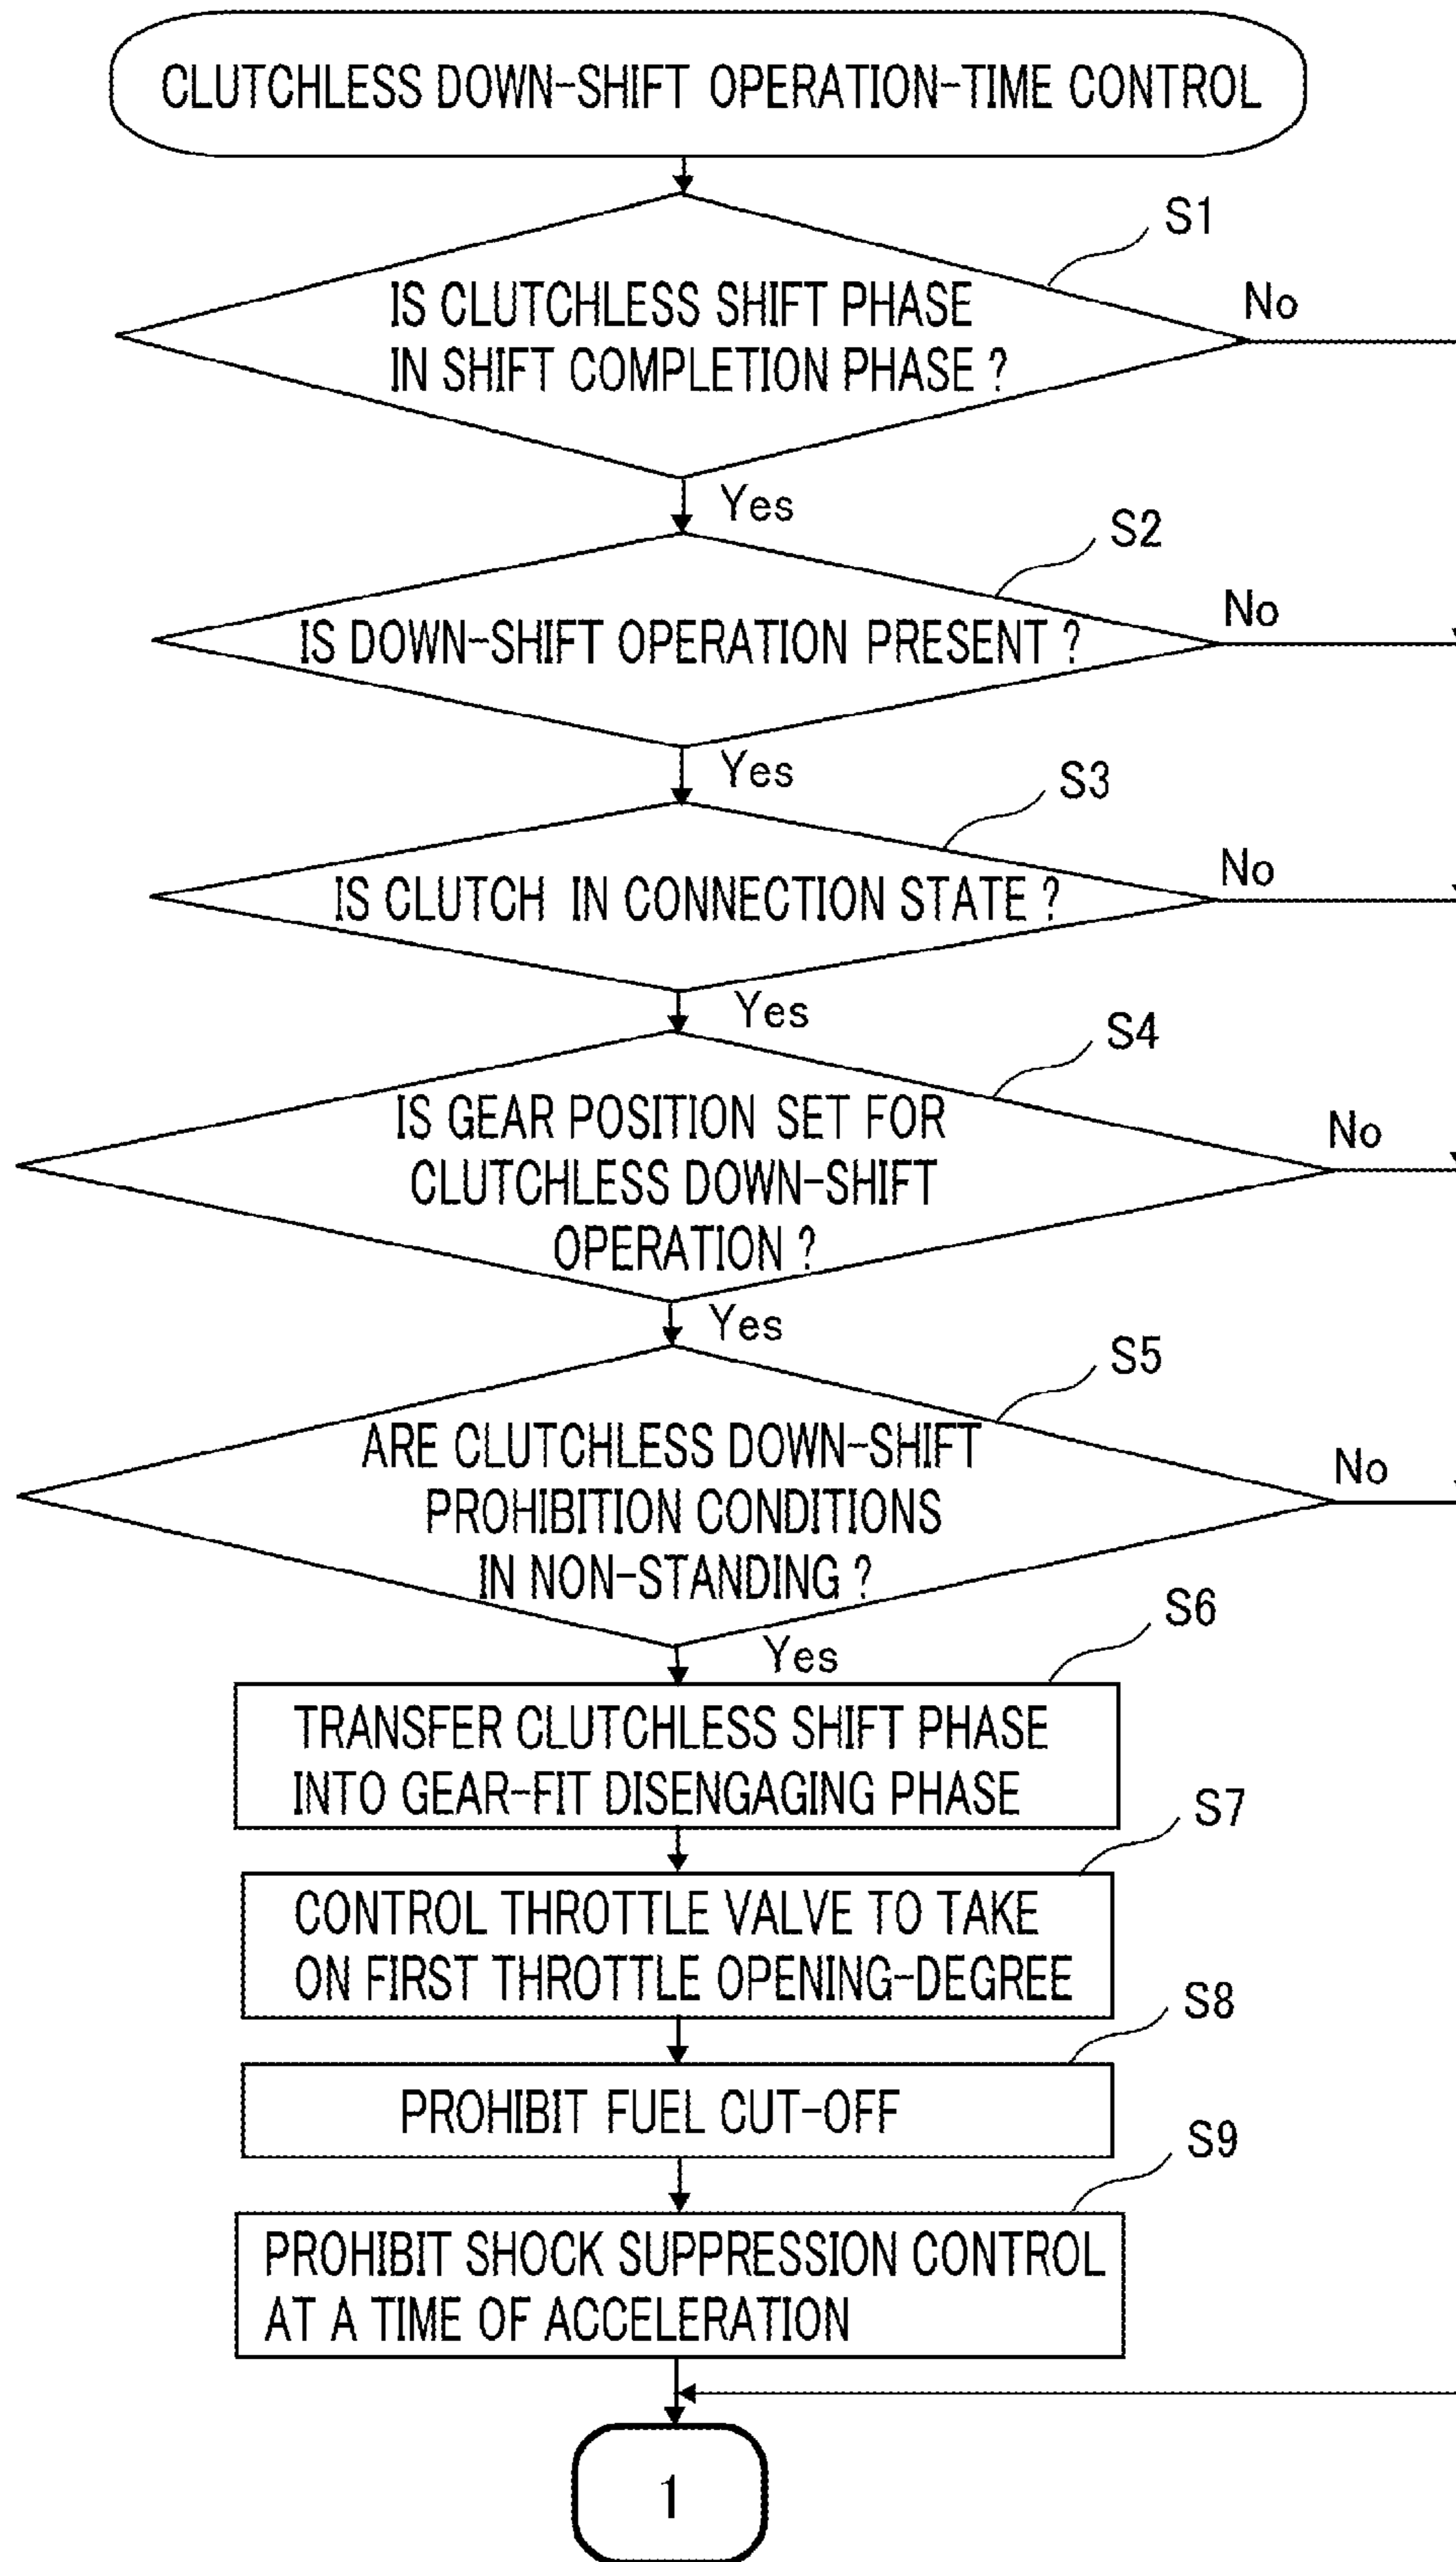 CLUTCHLESS DOWN-SHIFT OPERATION-TIME CONTROL
S1
IS CLUTCHLESS SHIFT PHASE
IN SHIFT COMPLETION PHASE ?
No
Yes
S2
IS DOWN-SHIFT OPERATION PRESENT ?
No
Yes
S3
IS CLUTCH IN CONNECTION STATE ?
No
Yes
S4
IS GEAR POSITION SET FOR
CLUTCHLESS DOWN-SHIFT
OPERATION ?
No
Yes
S5
ARE CLUTCHLESS DOWN-SHIFT
PROHIBITION CONDITIONS
IN NON-STANDING ?
No
Yes
S6
TRANSFER CLUTCHLESS SHIFT PHASE
INTO GEAR-FIT DISENGAGING PHASE
S7
CONTROL THROTTLE VALVE TO TAKE
ON FIRST THROTTLE OPENING-DEGREE
S8
PROHIBIT FUEL CUT-OFF
S9
PROHIBIT SHOCK SUPPRESSION CONTROL
AT A TIME OF ACCELERATION
1